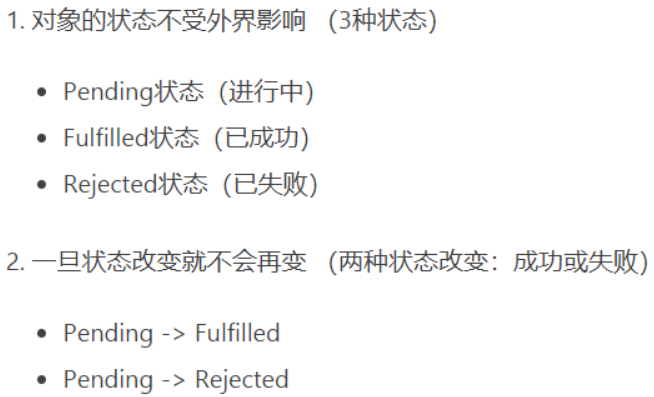 1. 对象的状态不受外界影响 （3种状态）
• Pending状态（进行中）
• Fulfilled状态（已成功）
• Rejected状态（已失败）
2. 一旦状态改变就不会再变 （两种状态改变：成功或失败）
• Pending -> Fulfilled
• Pending -> Rejected